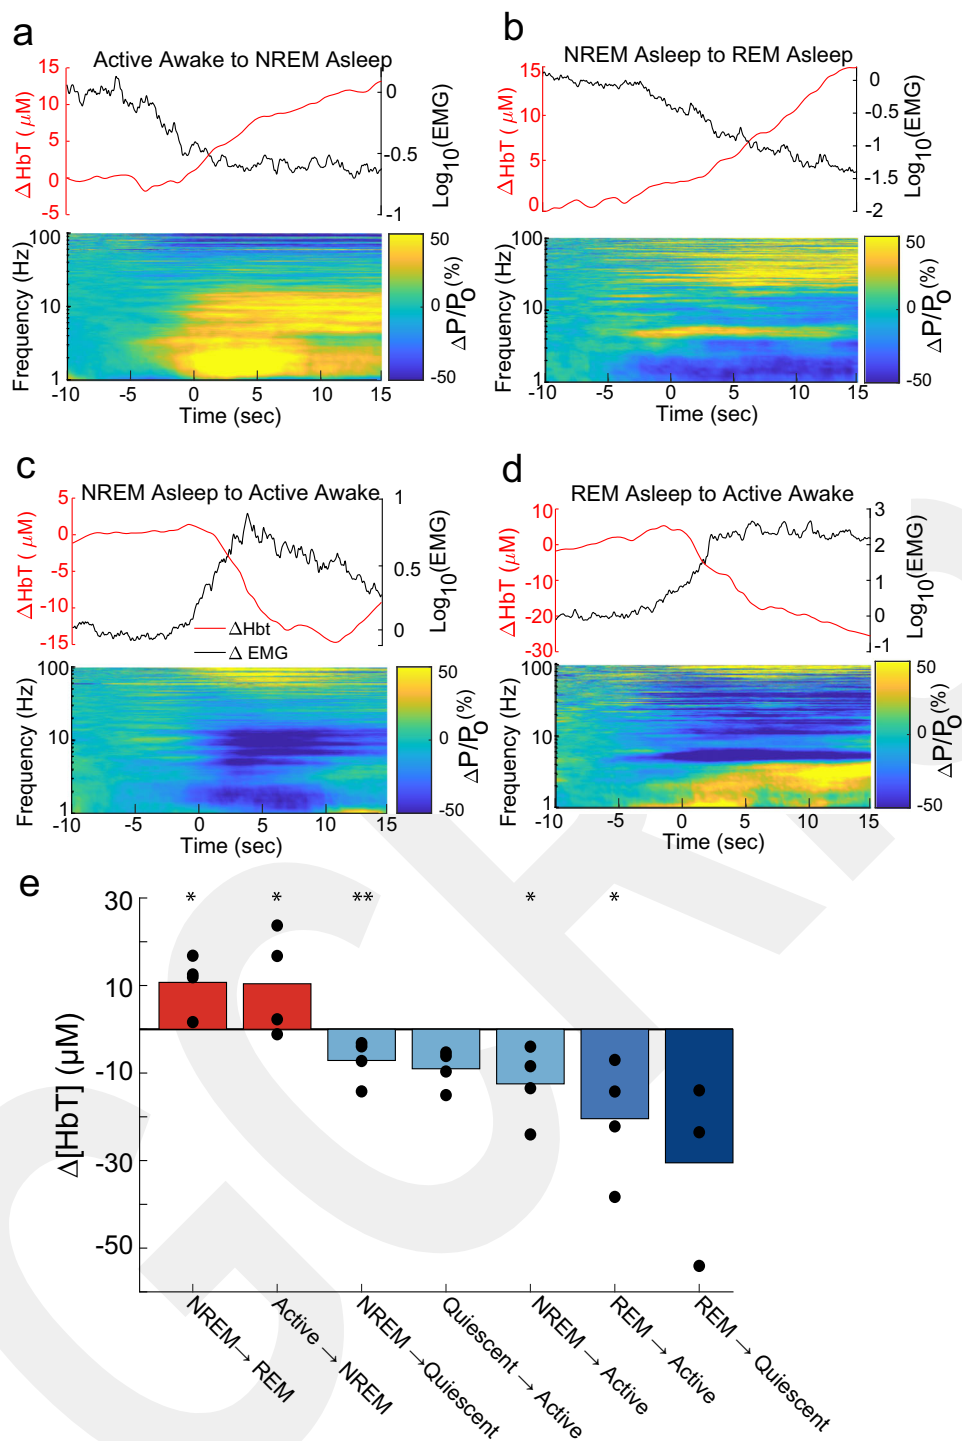 a
Active Awake to NREM Asleep
15
10
5
0
-5
ΔHbT ( μM)
0
-0.5
-1
Log10(EMG)
100
10
1
Frequency (Hz)
-10 -5 0 5 10 15
Time (sec)
50
0
-50
ΔP/PO(%)
b
NREM Asleep to REM Asleep
15
10
5
0
ΔHbT ( μM)
0
-0.5
-1
-1.5
-2
Log10(EMG)
100
10
1
Frequency (Hz)
-10 -5 0 5 10 15
Time (sec)
50
0
-50
ΔP/PO(%)
c
NREM Asleep to Active Awake
5
0
-5
-10
-15
ΔHbT ( μM)
1
0.5
0
Log10(EMG)
ΔHbt
Δ EMG
100
10
1
Frequency (Hz)
-10 -5 0 5 10 15
Time (sec)
50
0
-50
ΔP/PO(%)
d
REM Asleep to Active Awake
10
0
-10
-20
-30
ΔHbT (μM)
3
2
1
0
-1
Log10(EMG)
100
10
1
Frequency (Hz)
-10 -5 0 5 10 15
Time (sec)
50
0
-50
ΔP/PO(%)
e
30
10
-10
-30
-50
Δ[HbT] (μM)
* * ** * *
NREM→ REM
Active → NREM
NREM →Quiescent
Quiescent → Active
NREM → Active
REM → Active
REM → Quiescent